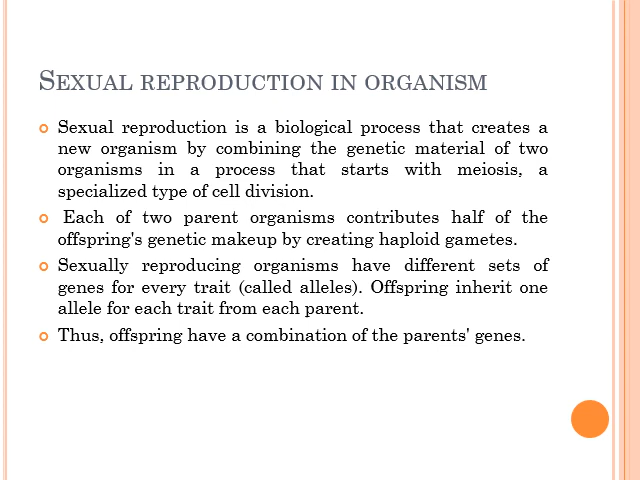 Sexual reproduction in organism
Sexual reproduction is a biological process that creates a
new organism by combining the genetic material of two
organisms in a process that starts with meiosis, a
specialized type of cell division.
Each of two parent organisms contributes half of the
offspring's genetic makeup by creating haploid gametes.
Sexually reproducing organisms have different sets of
genes for every trait (called alleles). Offspring inherit one
allele for each trait from each parent.
Thus, offspring have a combination of the parents' genes.